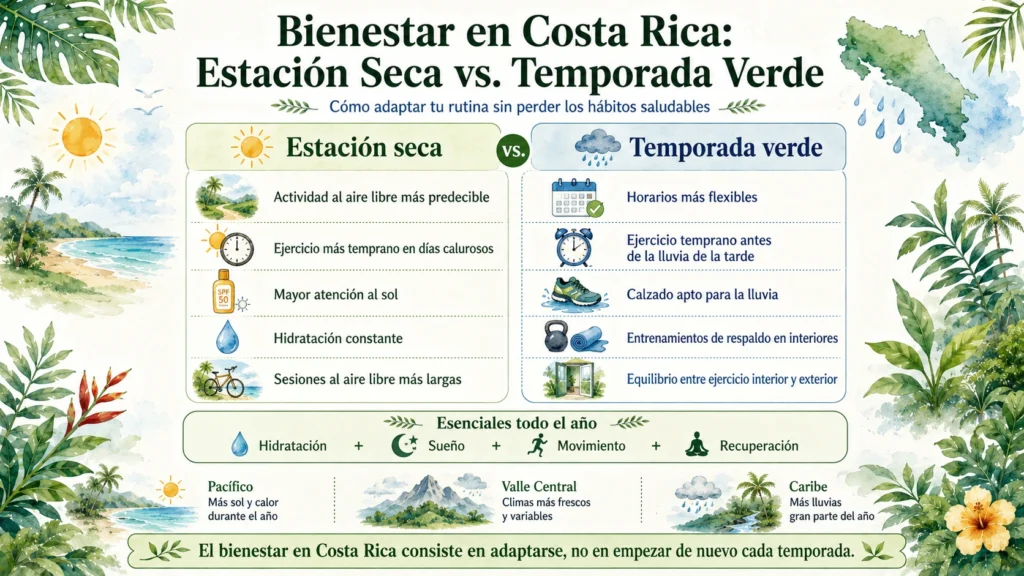 Bienestar en Costa Rica:
Estación Seca vs. Temporada Verde
Cómo adaptar tu rutina sin perder los hábitos saludables
Estación seca
vs.
Temporada verde
Actividad al aire libre más predecible
Horarios más flexibles
Ejercicio más temprano en días calurosos
Ejercicio temprano antes
de la lluvia de la tarde
SPF
50
Mayor atención al sol
Calzado apto para la lluvia
Hidratación constante
Entrenamientos de respaldo en interiores
Sesiones al aire libre más largas
Equilibrio entre ejercicio interior y exterior
Esenciales todo el año
Hidratación + Sueño + Movimiento + Recuperación
Pacífico
Más sol y calor
durante el año
Valle Central
Climas más frescos
y variables
Caribe
Más lluvias
gran parte del año
El bienestar en Costa Rica consiste en adaptarse, no en empezar de nuevo cada temporada.